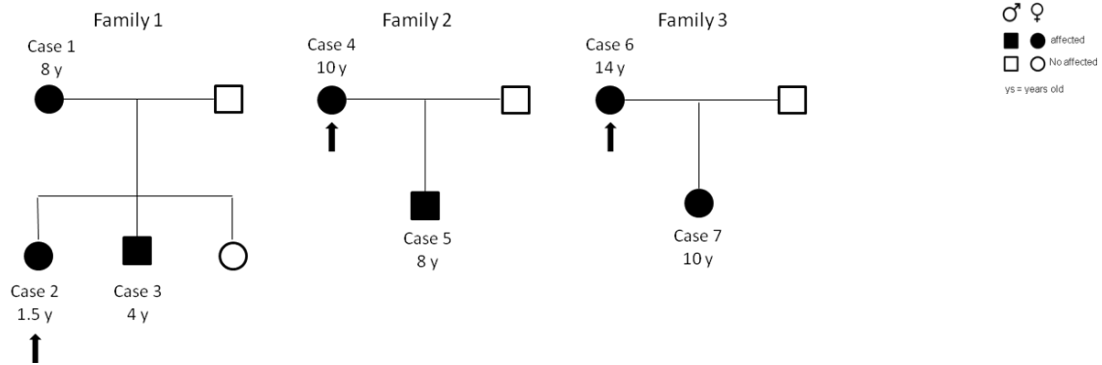 Family 1
Case 1
8 y
Case 2
1.5 y
Case 3
4 y
Family 2
Case 4
10 y
Case 5
8 y
Family 3
Case 6
14 y
Case 7
10 y
♂ ♀
affected
No affected
ys = years old